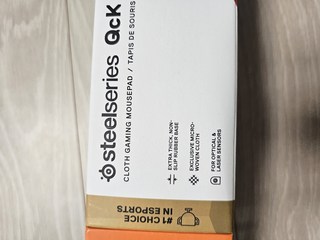 steelseries QcK
CLOTH GAMING MOUSEPAD / TAPIS DE SOURIS
EXTRA THICK, NON-
SLIP RUBBER BASE
EXCLUSIVE MICRO-
WOVEN CLOTH
FOR OPTICAL &
LASER SENSORS
#1 CHOICE
IN ESPORTS